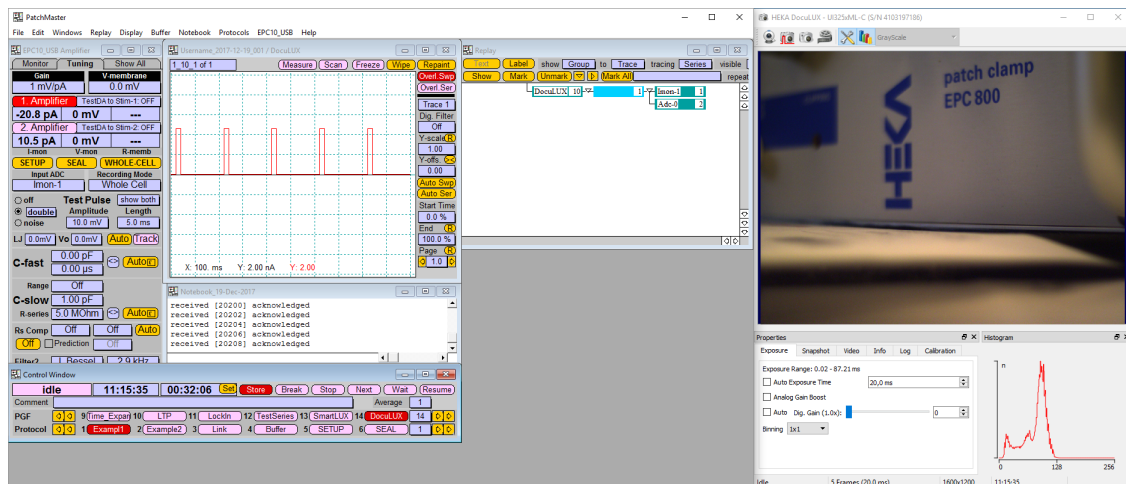 PatchMaster
File Edit Windows Replay Display Buffer Notebook Protocols EPC10_USB Help
EPC10_USB Amplifier
Monitor Tuning Show All
Gain V-membrane
1 mV/pA 0.0 mV
1. Amplifier TestDA to Stim-1: OFF
-20.8 pA 0 mV ---
2. Amplifier TestDA to Stim-2: OFF
10.5 pA 0 mV ---
I-mon V-mon R-memb
SETUP SEAL WHOLE-CELL
Input ADC Recording Mode
Imon-1 Whole Cell
off Test Pulse show both
double Amplitude Length
noise 10.0 mV 5.0 ms
LJ 0.0mV Vo 0.0mV Auto Track
C-fast 0.00 pF
0.00 µs Auto
Range Off
C-slow 1.00 pF
R-series 5.0 MOhm Auto
Rs Comp Off Off Auto
Off Prediction Off
Filter2 I. Bessel 2.9 kHz
Username_2017-12-19_001 / DocuLUX
1_10_1 of 1 Measure Scan Freeze Wipe Repaint
Overl.Swp
Overl.Ser
Trace 1
Dig. Filter
Off
Y-scale R
1.00
Y-offs. ><
0.00
Auto Swp
Auto Ser
Start Time
0.0 %
End R
100.0 %
Page R
1.0
X: 100. ms Y: 2.00 nA Y: 2.00
Replay
Text Label show Group to Trace tracing Series visible
Show Mark Unmark Mark All repeat
DocuLUX 10 1 Imon-1 1
Adc-0 2
Notebook_19-Dec-2017
received [20200] acknowledged
received [20202] acknowledged
received [20204] acknowledged
received [20206] acknowledged
received [20208] acknowledged
Control Window
idle 11:15:35 00:32:06 Set Store Break Stop Next Wait Resume
Comment Average 1
PGF 9 Time_Expan 10 LTP 11 LockIn 12 TestSeries 13 SmartLUX 14 DocuLUX 14
Protocol 1 Exampl1 2 Example2 3 Link 4 Buffer 5 SETUP 6 SEAL 1
HEKA DocuLUX - UI325xML-C (S/N 4103197186)
GrayScale
HEKA
patch clamp
EPC 800
Properties
Exposure Snapshot Video Info Log Calibration
Exposure Range: 0.02 - 87.21 ms
Auto Exposure Time 20,0 ms
Analog Gain Boost
Auto Dig. Gain (1.0x): 0
Binning 1x1
Histogram
n
0 128 256
Idle 5 Frames (20.0 ms) 1600x1200 11:15:35